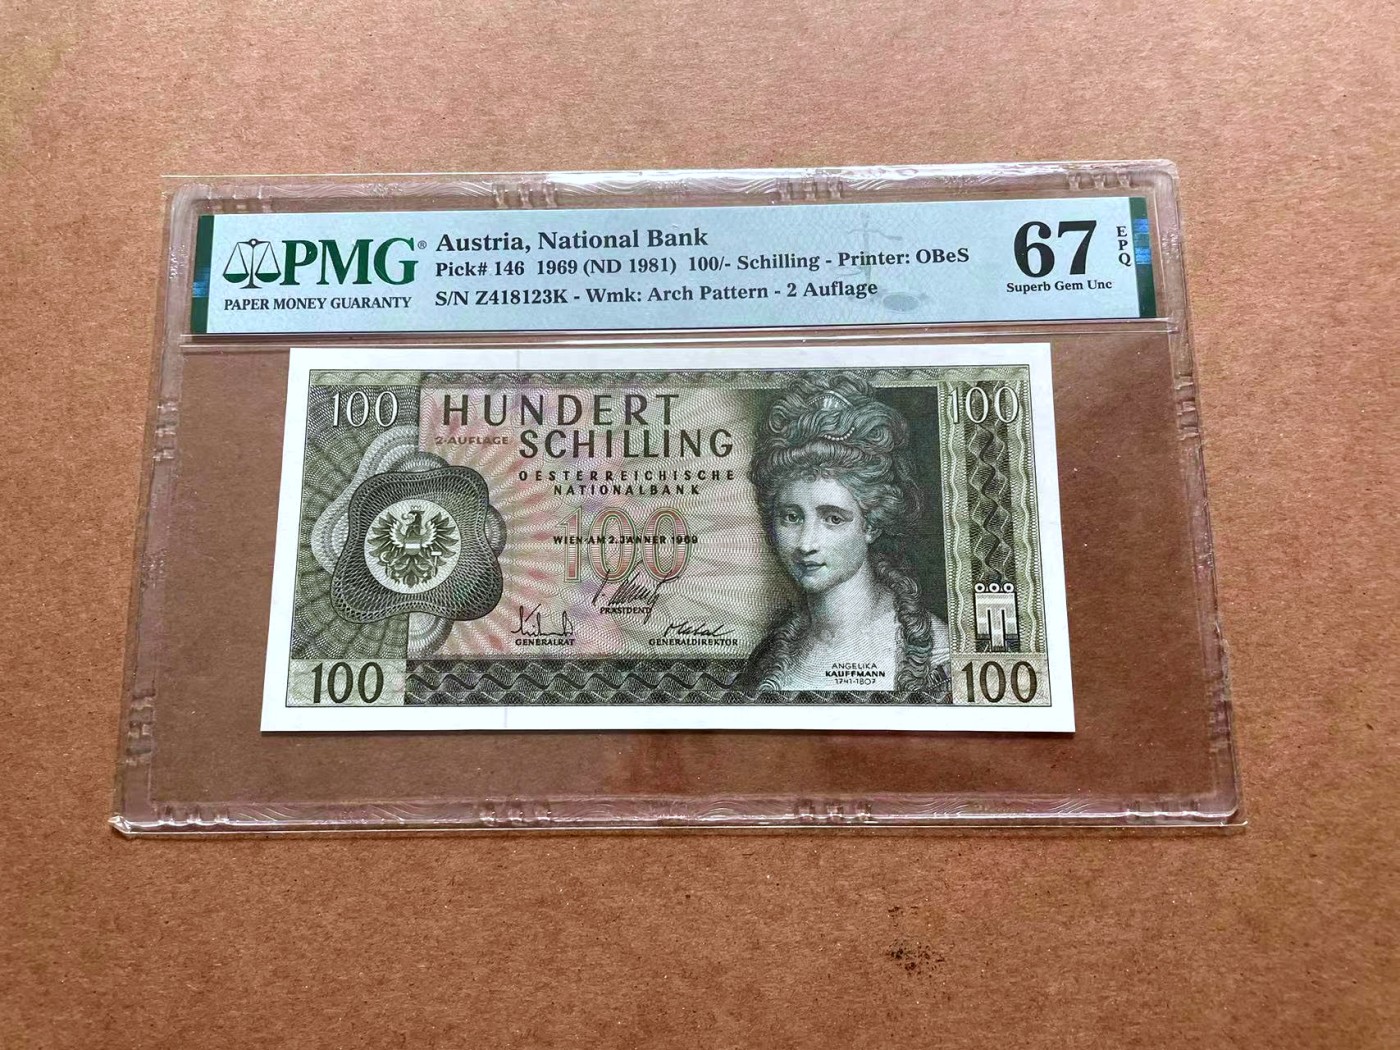 PMG®
PAPER MONEY GUARANTY
Austria, National Bank
Pick# 146 1969 (ND 1981) 100/- Schilling - Printer: OBeS
S/N Z418123K - Wmk: Arch Pattern - 2 Auflage
67
EPQ
Superb Gem Unc
100
HUNDERT
100
2·AUFLAGE
SCHILLING
OESTERREICHISCHE
NATIONALBANK
100
WIEN·AM 2.JÄNNER 1969
PRÄSIDENT
GENERALRAT
GENERALDIREKTOR
ANGELIKA
KAUFFMANN
1741-1807
100
100